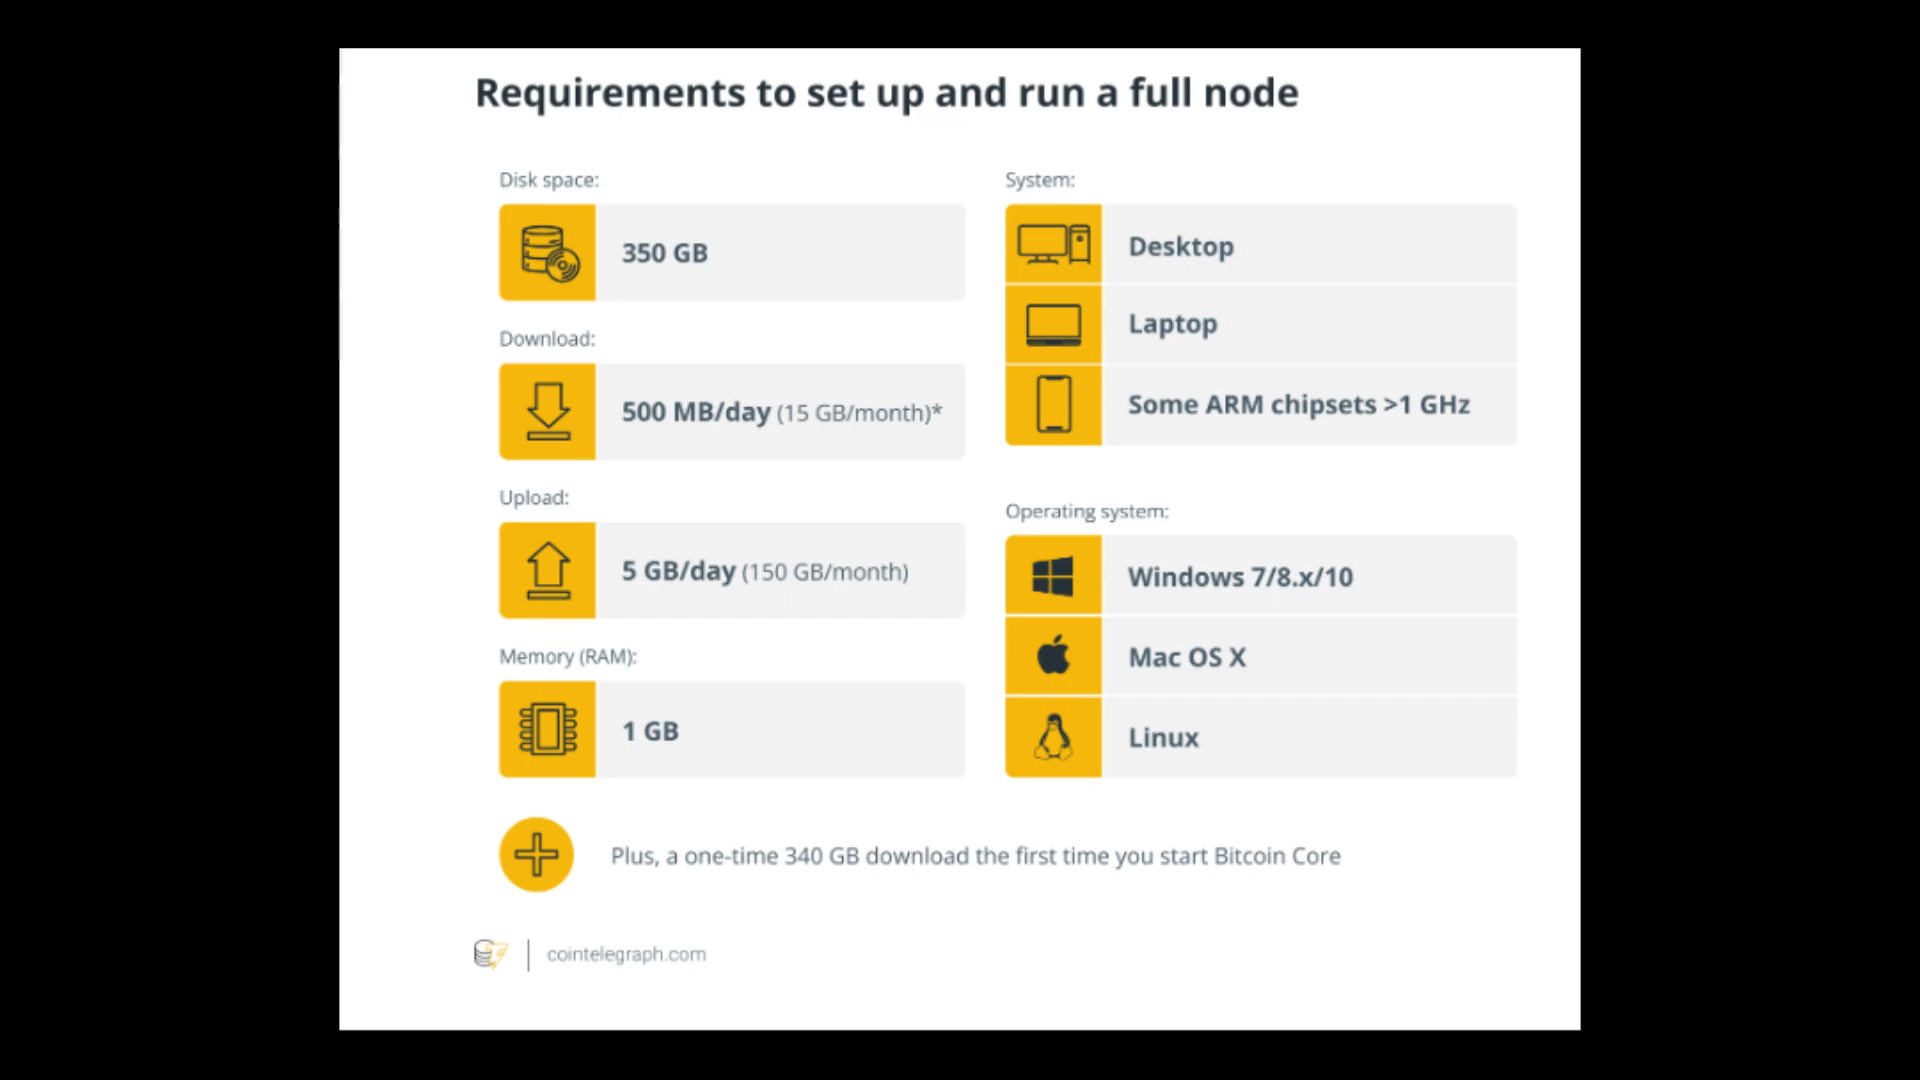 Requirements to set up and run a full node
Disk space:
350 GB
Download:
500 MB/day (15 GB/month)*
Upload:
5 GB/day (150 GB/month)
Memory (RAM):
1 GB
System:
Desktop
Laptop
Some ARM chipsets >1 GHz
Operating system:
Windows 7/8.x/10
Mac OS X
Linux
Plus, a one-time 340 GB download the first time you start Bitcoin Core
cointelegraph.com